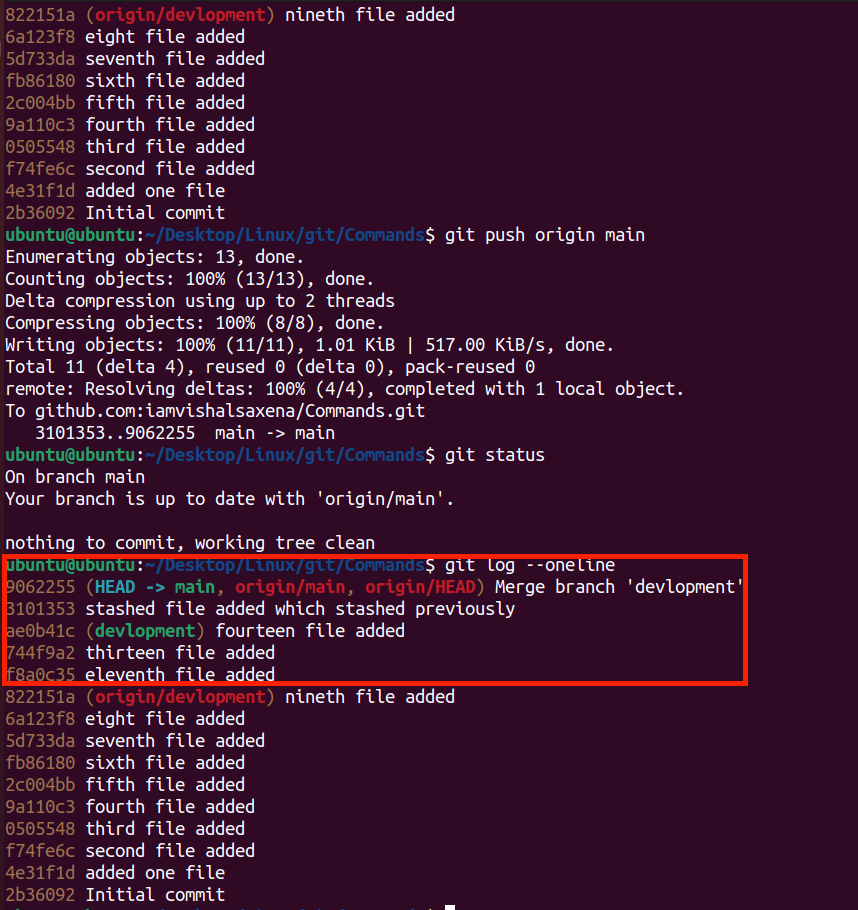 822151a (origin/devlopment) nineth file added
6a123f8 eight file added
5d733da seventh file added
fb86180 sixth file added
2c004bb fifth file added
9a110c3 fourth file added
0505548 third file added
f74fe6c second file added
4e31f1d added one file
2b36092 Initial commit
ubuntu@ubuntu:~/Desktop/Linux/git/Commands$ git push origin main
Enumerating objects: 13, done.
Counting objects: 100% (13/13), done.
Delta compression using up to 2 threads
Compressing objects: 100% (8/8), done.
Writing objects: 100% (11/11), 1.01 KiB | 517.00 KiB/s, done.
Total 11 (delta 4), reused 0 (delta 0), pack-reused 0
remote: Resolving deltas: 100% (4/4), completed with 1 local object.
To github.com:iamvishalsaxena/Commands.git
   3101353..9062255  main -> main
ubuntu@ubuntu:~/Desktop/Linux/git/Commands$ git status
On branch main
Your branch is up to date with 'origin/main'.

nothing to commit, working tree clean
ubuntu@ubuntu:~/Desktop/Linux/git/Commands$ git log --oneline
9062255 (HEAD -> main, origin/main, origin/HEAD) Merge branch 'devlopment'
3101353 stashed file added which stashed previously
ae0b41c (devlopment) fourteen file added
744f9a2 thirteen file added
f8a0c35 eleventh file added
822151a (origin/devlopment) nineth file added
6a123f8 eight file added
5d733da seventh file added
fb86180 sixth file added
2c004bb fifth file added
9a110c3 fourth file added
0505548 third file added
f74fe6c second file added
4e31f1d added one file
2b36092 Initial commit